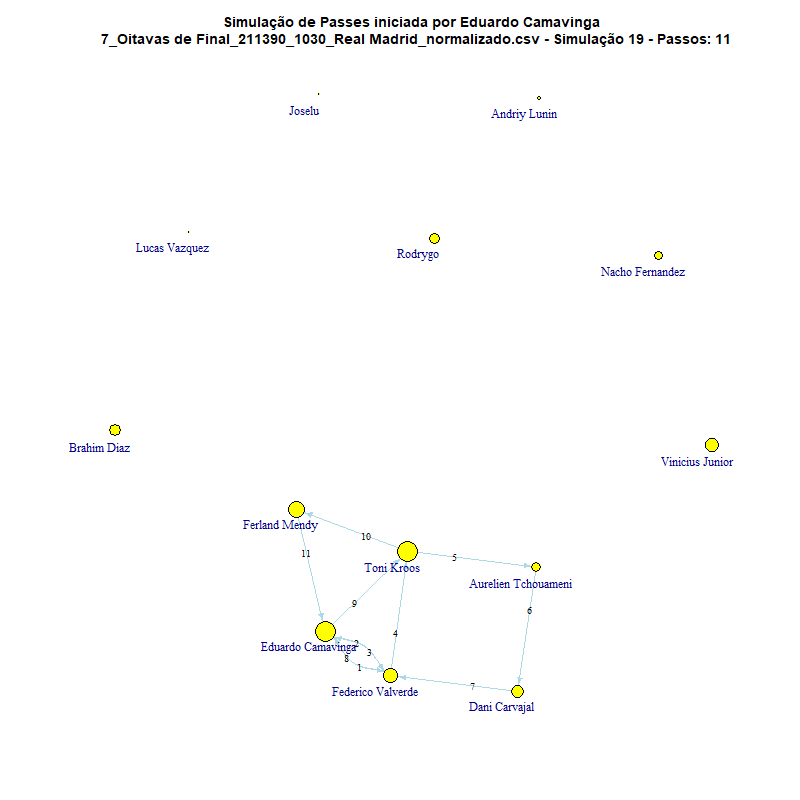 Simulação de Passes iniciada por Eduardo Camavinga
7_Oitavas de Final_211390_1030_Real Madrid_normalizado.csv - Simulação 19 - Passos: 11
Joselu
Andriy Lunin
Lucas Vazquez
Rodrygo
Nacho Fernandez
Brahim Diaz
Vinicius Junior
Ferland Mendy
10
11
Toni Kroos
5
Aurelien Tchouameni
9
6
4
Eduardo Camavinga
2
3
8
1
Federico Valverde
7
Dani Carvajal